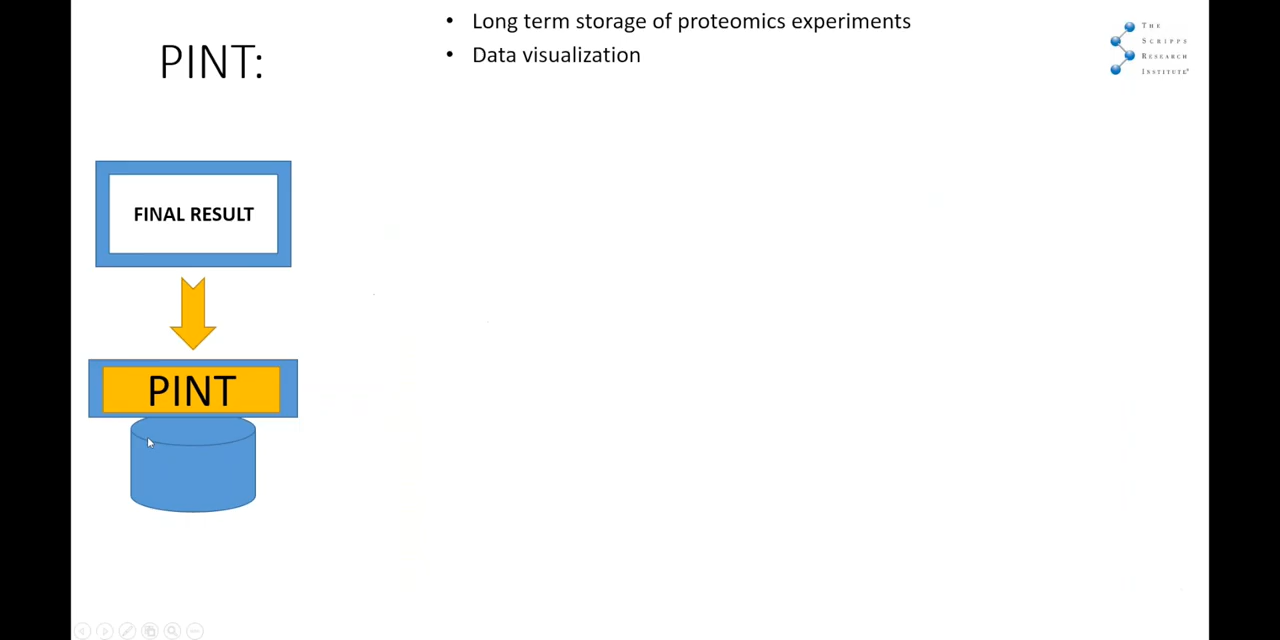 PINT:
• Long term storage of proteomics experiments
• Data visualization
THE
SCRIPPS
RESEARCH
INSTITUTE®
FINAL RESULT
PINT